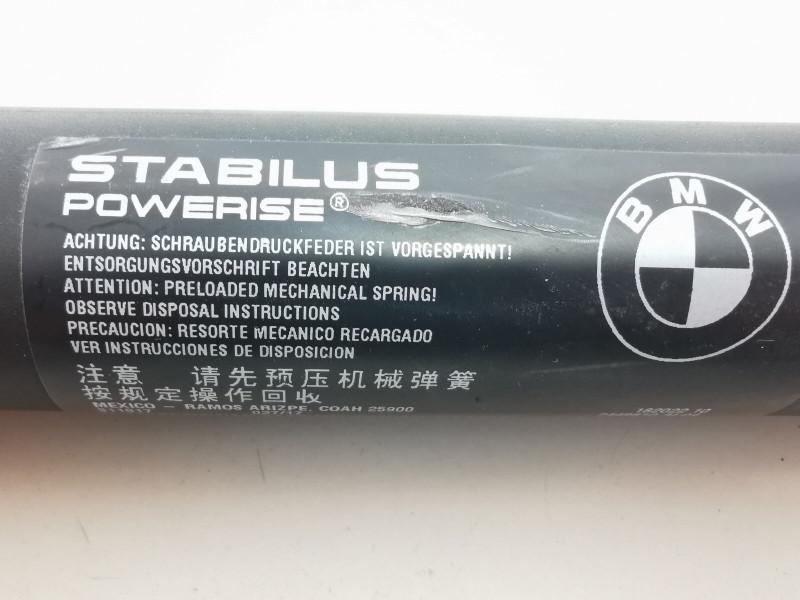 STABILUS
POWERISE®
BMW
ACHTUNG: SCHRAUBENDRUCKFEDER IST VORGESPANNT!
ENTSORGUNGSVORSCHRIFT BEACHTEN
ATTENTION: PRELOADED MECHANICAL SPRING!
OBSERVE DISPOSAL INSTRUCTIONS
PRECAUCION: RESORTE MECANICO RECARGADO
VER INSTRUCCIONES DE DISPOSICION
注意 请先预压机械弹簧
按规定操作回收
MEXICO - RAMOS ARIZPE, COAH 25900